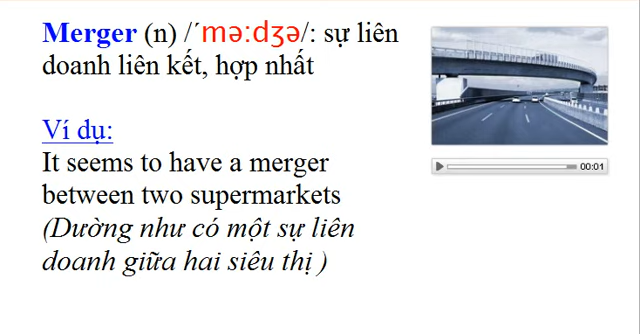 Merger (n) /´mə:dʒə/: sự liên
doanh liên kết, hợp nhất
Ví dụ:
It seems to have a merger
between two supermarkets
(Dường như có một sự liên
doanh giữa hai siêu thị )
00:01